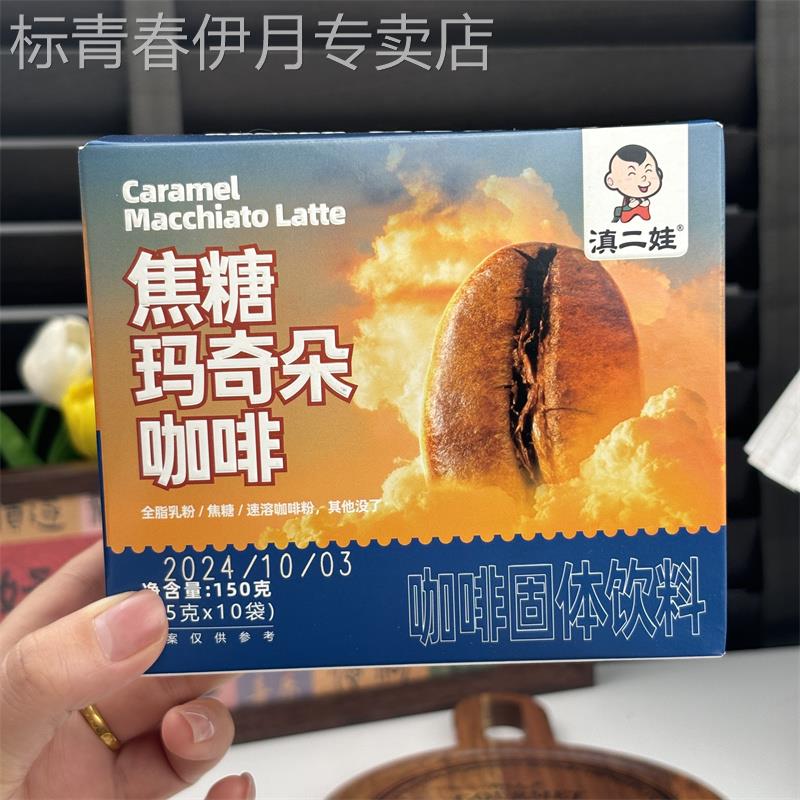 标青春伊月专卖店
滇二娃®
Caramel
Macchiato Latte
焦糖
玛奇朵
咖啡
全脂乳粉 / 焦糖 / 速溶咖啡粉，其他没了
2024/10/03
净含量:150克
5克x10袋)
案仅供参考
咖啡固体饮料